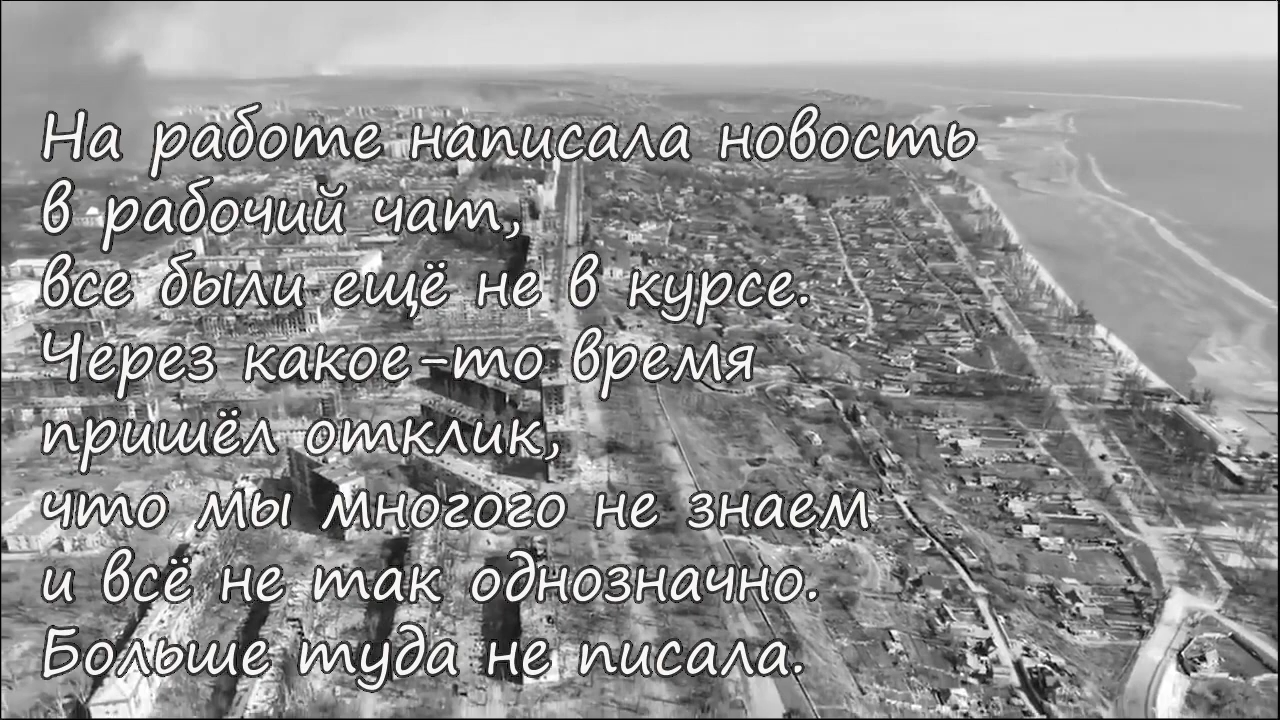 На работе написала новость
в рабочий чат,
все были ещё не в курсе.
Через какое-то время
пришёл отклик,
что мы многого не знаем
и всё не так однозначно.
Больше туда не писала.